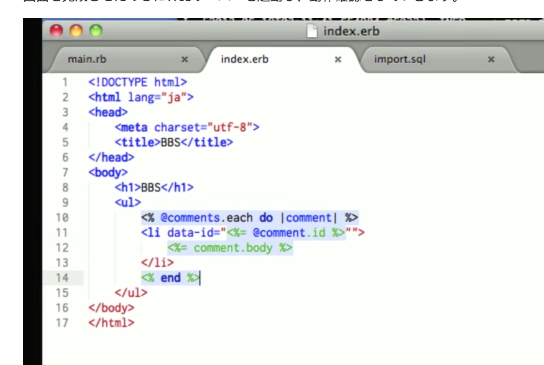 index.erb
main.rb × index.erb × import.sql ×
1 <!DOCTYPE html>
2 <html lang="ja">
3 <head>
4 <meta charset="utf-8">
5 <title>BBS</title>
6 </head>
7 <body>
8 <h1>BBS</h1>
9 <ul>
10 <% @comments.each do |comment| %>
11 <li data-id="<%= @comment.id %>"">
12 <%= comment.body %>
13 </li>
14 <% end %>
15 </ul>
16 </body>
17 </html>